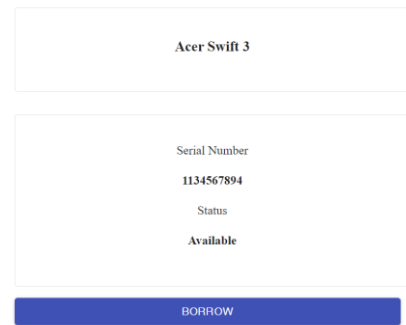 Acer Swift 3
Serial Number
1134567894
Status
Available
BORROW